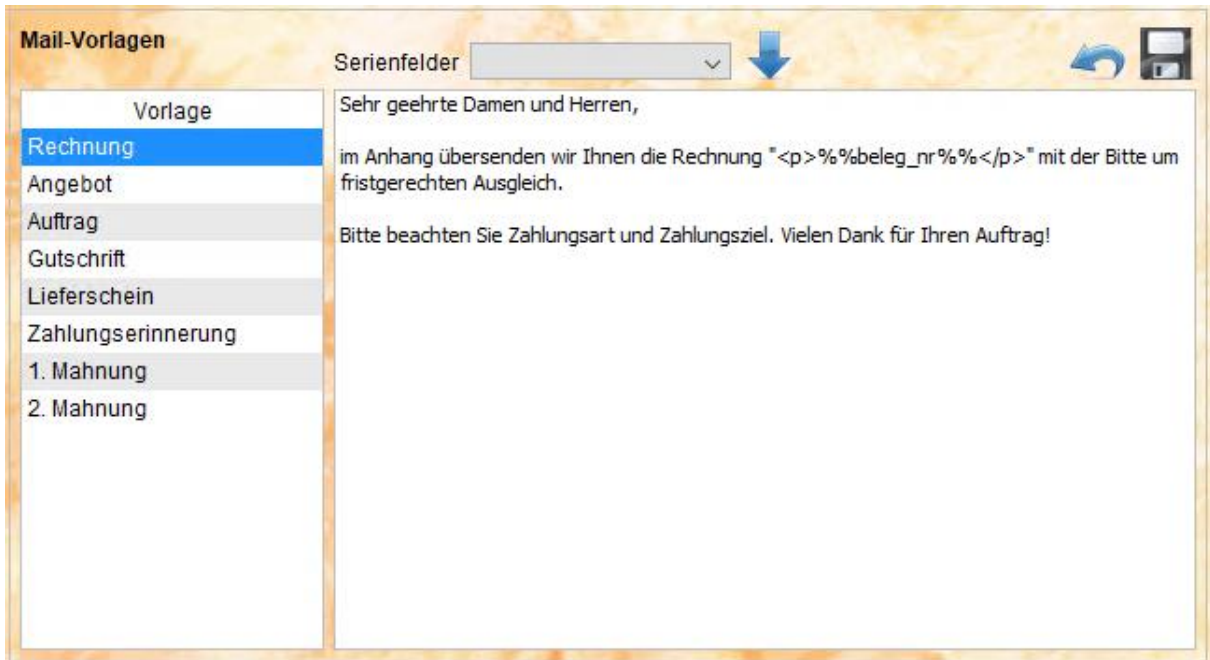 Mail-Vorlagen
Serienfelder
Vorlage
Rechnung
Angebot
Auftrag
Gutschrift
Lieferschein
Zahlungserinnerung
1. Mahnung
2. Mahnung
Sehr geehrte Damen und Herren,
im Anhang übersenden wir Ihnen die Rechnung "<p>%%beleg_nr%%</p>" mit der Bitte um
fristgerechten Ausgleich.
Bitte beachten Sie Zahlungsart und Zahlungsziel. Vielen Dank für Ihren Auftrag!